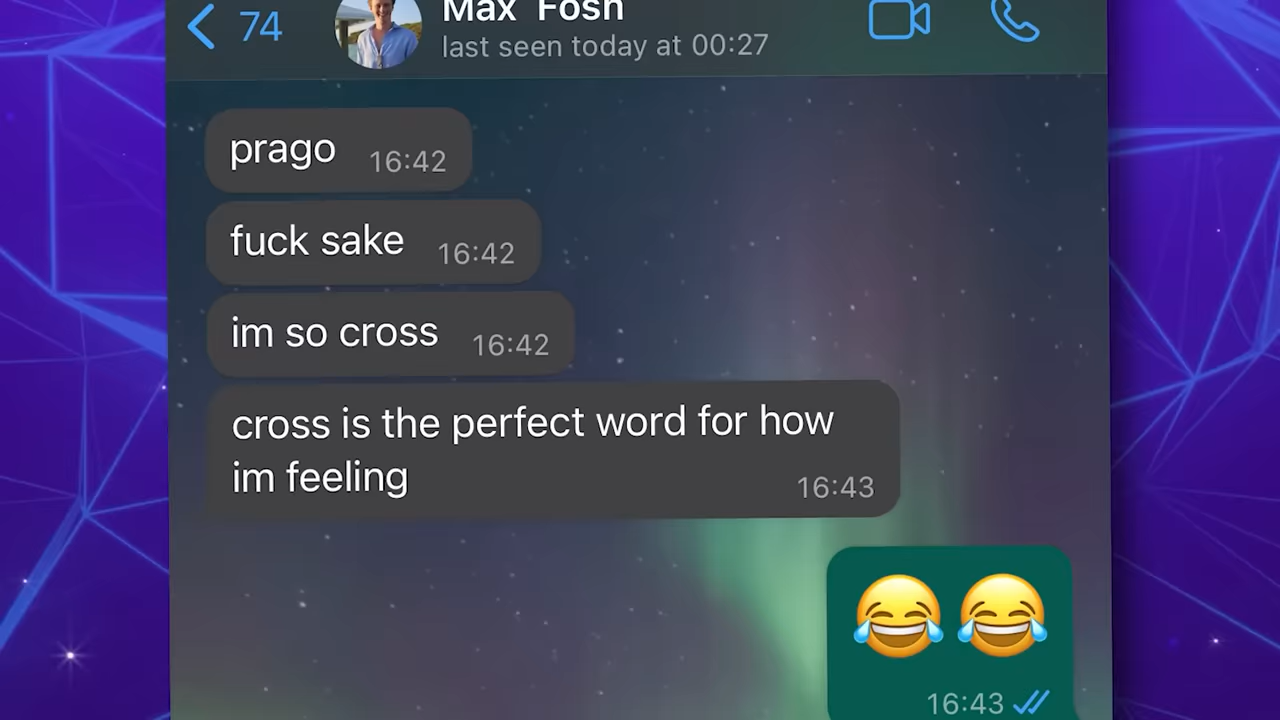 74
Max Fosh
last seen today at 00:27
prago 16:42
fuck sake 16:42
im so cross 16:42
cross is the perfect word for how
im feeling 16:43
😂😂
16:43